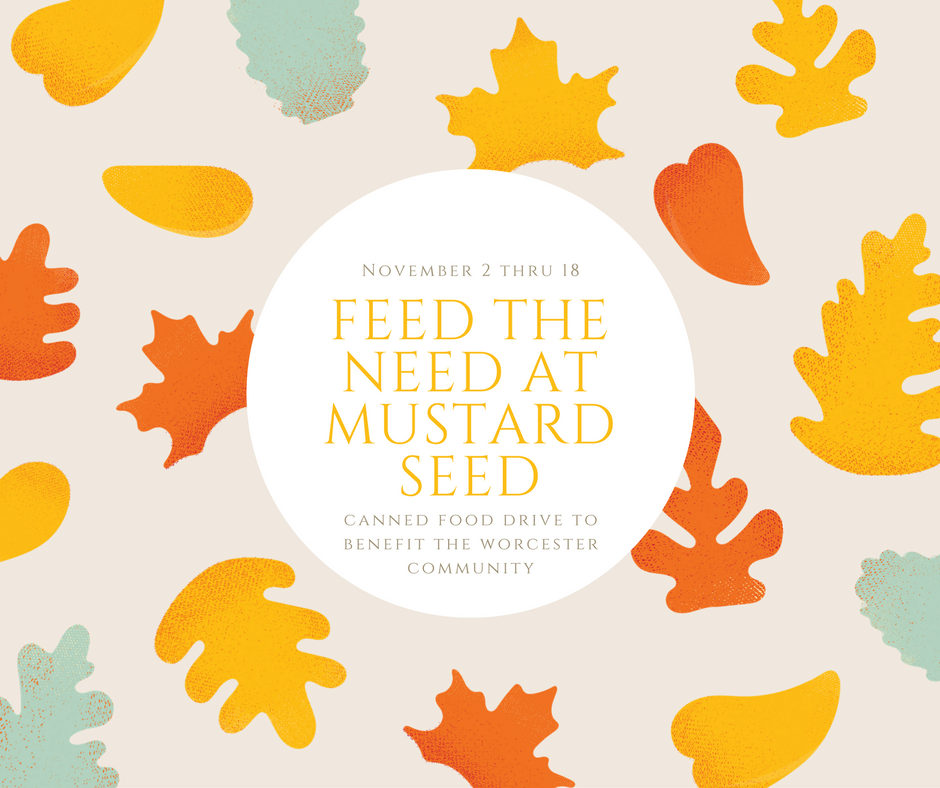 November 2 thru 18
FEED THE
NEED AT
MUSTARD
SEED
CANNED FOOD DRIVE TO
BENEFIT THE WORCESTER
COMMUNITY